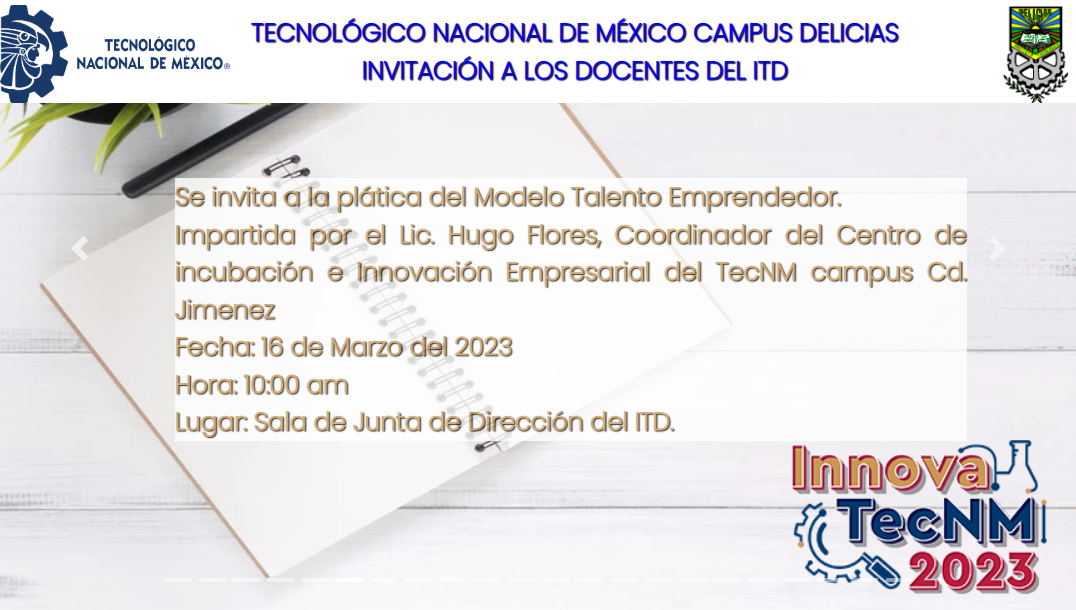 TECNOLÓGICO
NACIONAL DE MÉXICO®
TECNOLÓGICO NACIONAL DE MÉXICO CAMPUS DELICIAS
INVITACIÓN A LOS DOCENTES DEL ITD
DELICIAS
Se invita a la plática del Modelo Talento Emprendedor.
Impartida por el Lic. Hugo Flores, Coordinador del Centro de
incubación e Innovación Empresarial del TecNM campus Cd.
Jimenez
Fecha: 16 de Marzo del 2023
Hora: 10:00 am
Lugar: Sala de Junta de Dirección del ITD.
Innova
TecNM
2023